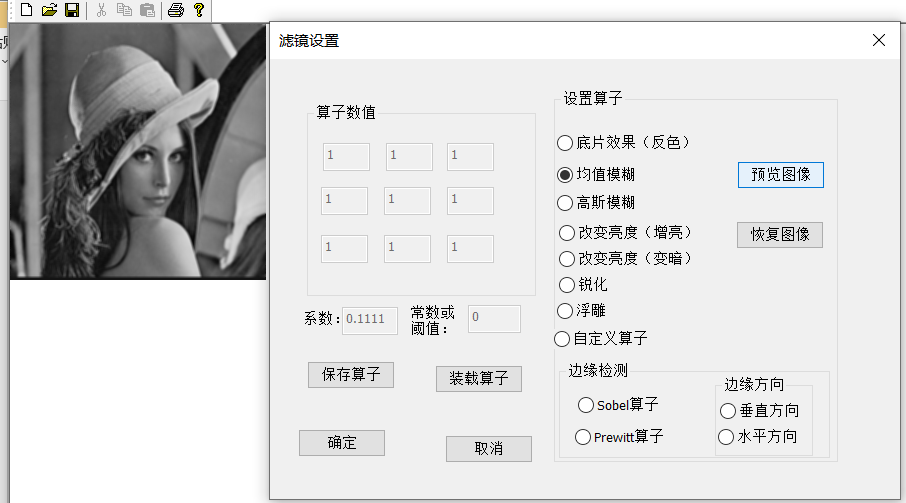 滤镜设置
算子数值
1 1 1
1 1 1
1 1 1
系数：
0.1111
常数或
阈值：
0
保存算子
装载算子
确定
取消
设置算子
底片效果（反色）
均值模糊
高斯模糊
改变亮度（增亮）
改变亮度（变暗）
锐化
浮雕
自定义算子
预览图像
恢复图像
边缘检测
Sobel算子
Prewitt算子
边缘方向
垂直方向
水平方向